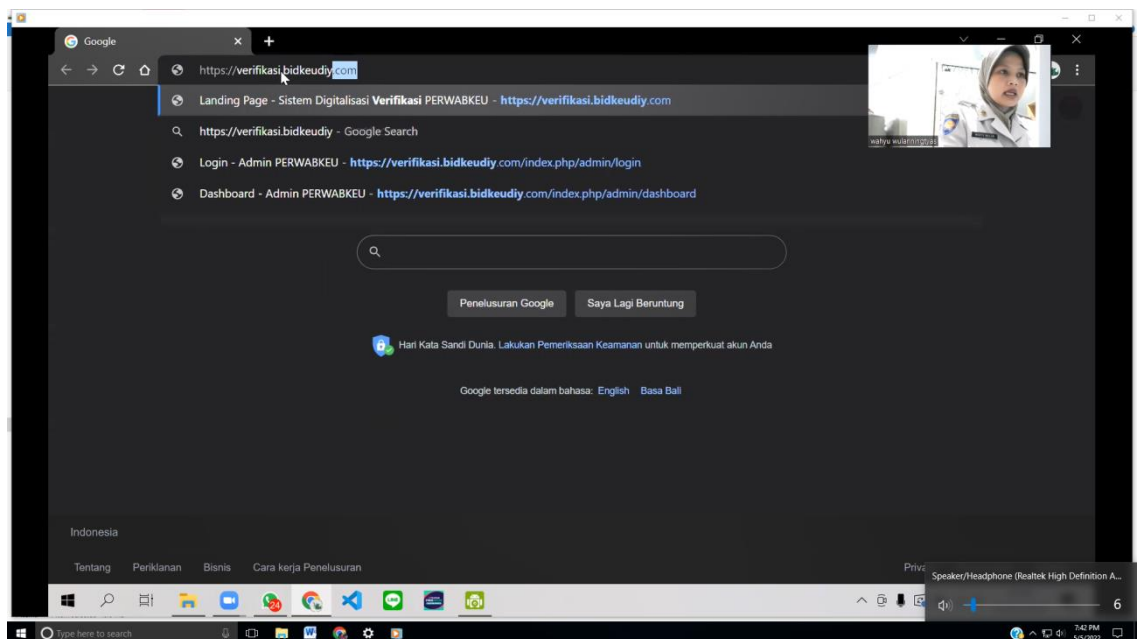 Google
https://verifikasi.bidkeudiy.com
Landing Page - Sistem Digitalisasi Verifikasi PERWABKEU - https://verifikasi.bidkeudiy.com
https://verifikasi.bidkeudiy - Google Search
Login - Admin PERWABKEU - https://verifikasi.bidkeudiy.com/index.php/admin/login
Dashboard - Admin PERWABKEU - https://verifikasi.bidkeudiy.com/index.php/admin/dashboard
wahyu wulanningtyas
Penelusuran Google
Saya Lagi Beruntung
Hari Kata Sandi Dunia. Lakukan Pemeriksaan Keamanan untuk memperkuat akun Anda
Google tersedia dalam bahasa: English Basa Bali
Indonesia
Tentang Periklanan Bisnis Cara kerja Penelusuran
Speaker/Headphone (Realtek High Definition A...
6
Type here to search
7:42 PM
5/5/2022